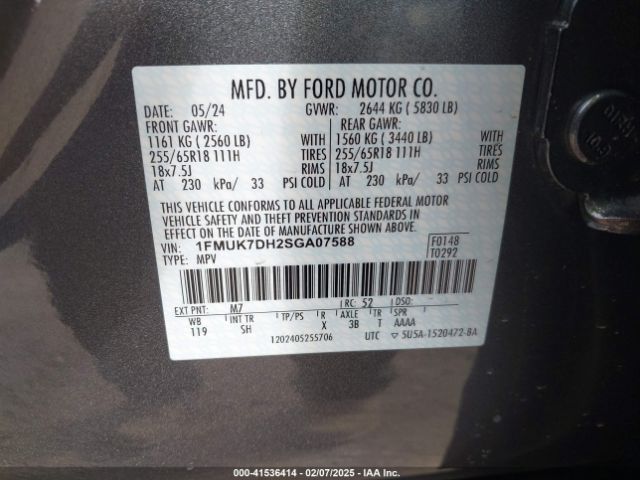 MFD. BY FORD MOTOR CO.
DATE: 05/24 GVWR: 2644 KG ( 5830 LB)
FRONT GAWR: REAR GAWR:
1161 KG ( 2560 LB) WITH 1560 KG ( 3440 LB) WITH
255/65R18 111H TIRES 255/65R18 111H TIRES
18x7.5J RIMS 18x7.5J RIMS
AT 230 kPa/ 33 PSI COLD AT 230 kPa/ 33 PSI COLD
THIS VEHICLE CONFORMS TO ALL APPLICABLE FEDERAL MOTOR
VEHICLE SAFETY AND THEFT PREVENTION STANDARDS IN
EFFECT ON THE DATE OF MANUFACTURE SHOWN ABOVE.
VIN: 1FMUK7DH2SGA07588 F0148
TYPE: MPV T0292
EXT PNT: M7 RC: 52 DSO:
WB INT TR TP/PS R AXLE TR SPR
119 SH X 3B T AAAA
1202405255706 UTC ▽ 5U5A-1520472-BA
000-41536414 - 02/07/2025 - IAA Inc.